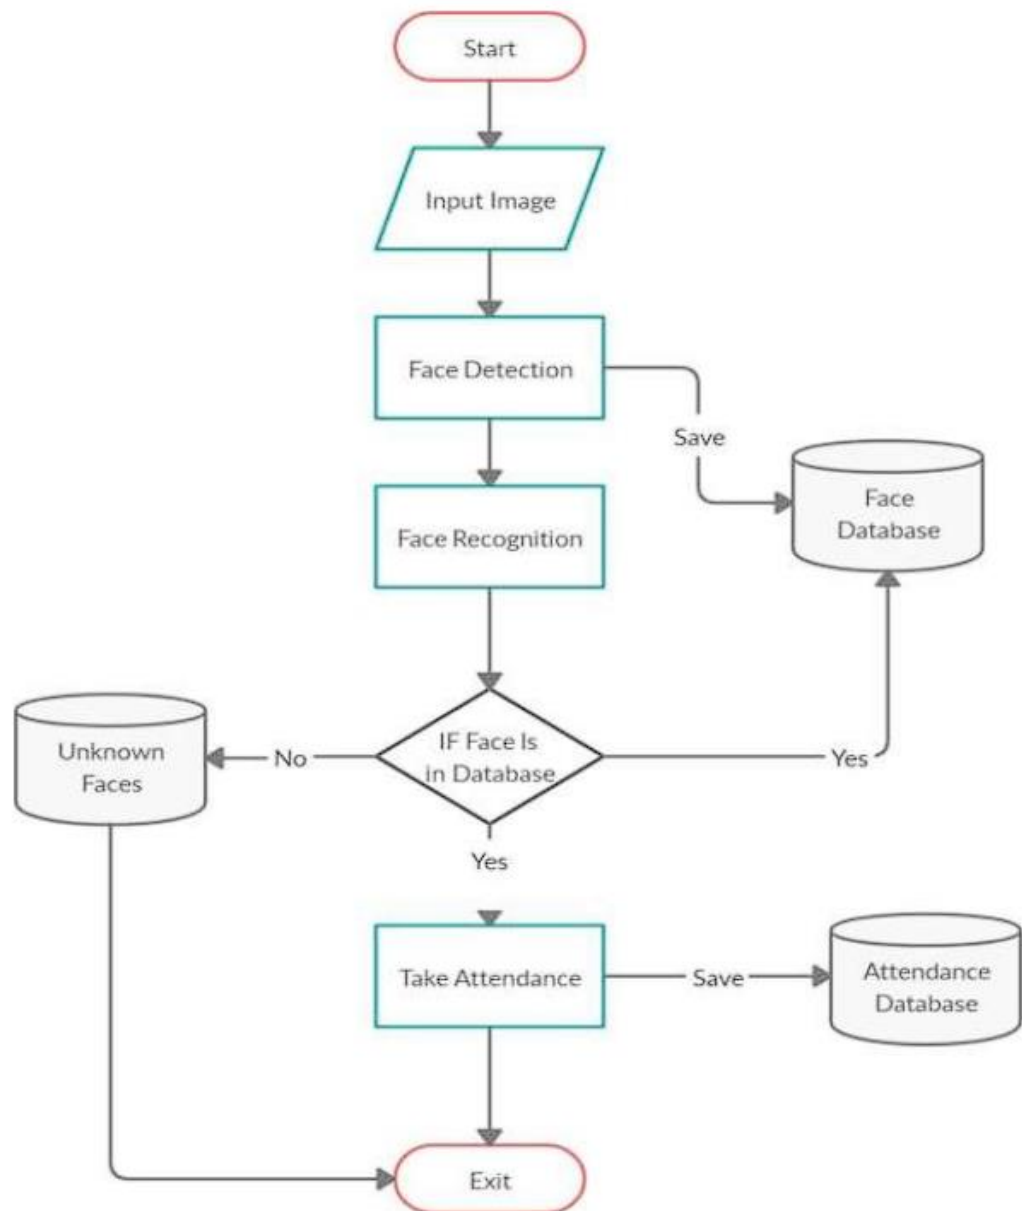 Start
Input Image
Face Detection
Save
Face
Database
Face Recognition
IF Face Is
in Database
No
Unknown
Faces
Yes
Yes
Take Attendance
Save
Attendance
Database
Exit